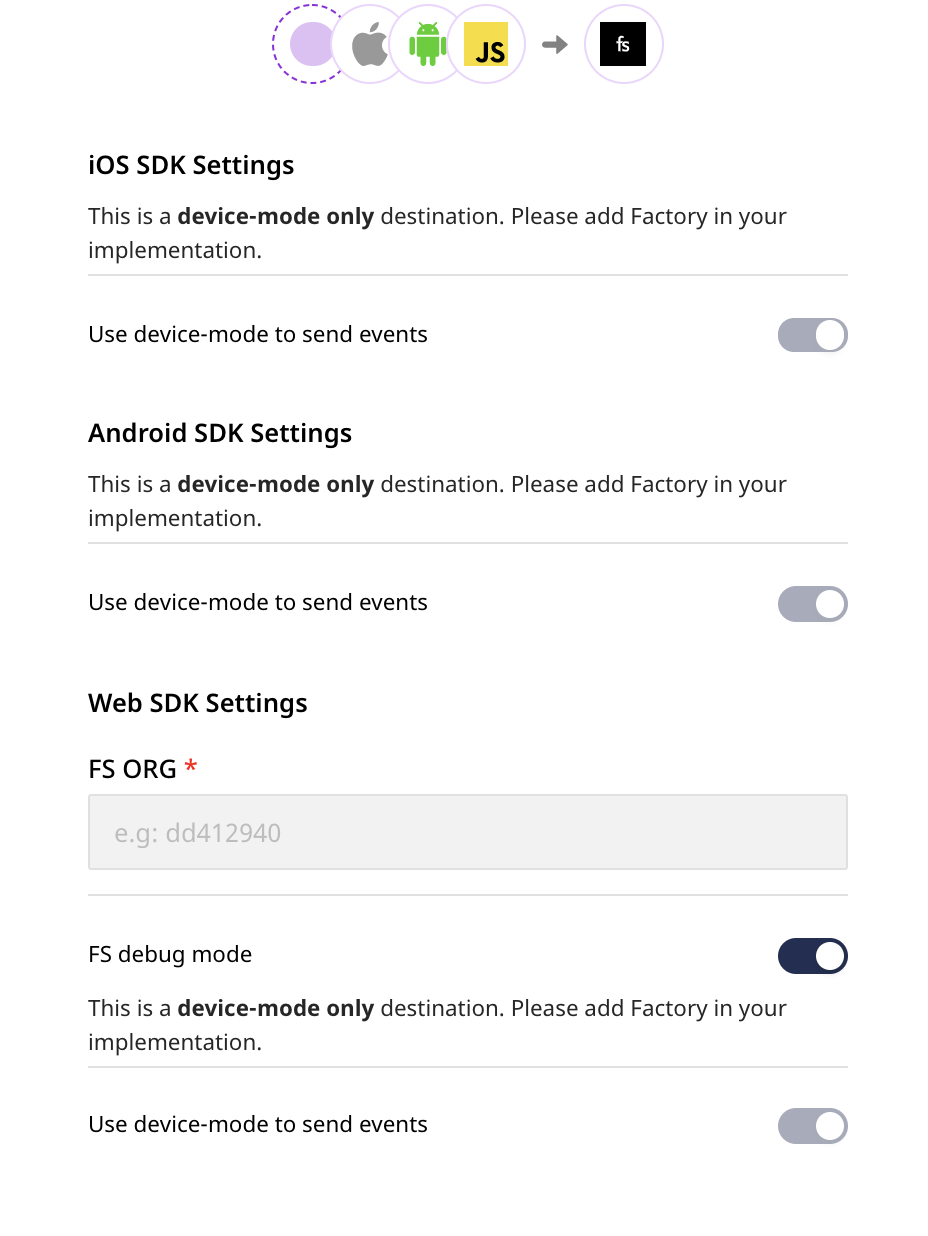 JS fs
iOS SDK Settings
This is a device-mode only destination. Please add Factory in your
implementation.
Use device-mode to send events
Android SDK Settings
This is a device-mode only destination. Please add Factory in your
implementation.
Use device-mode to send events
Web SDK Settings
FS ORG *
e.g: dd412940
FS debug mode
This is a device-mode only destination. Please add Factory in your
implementation.
Use device-mode to send events